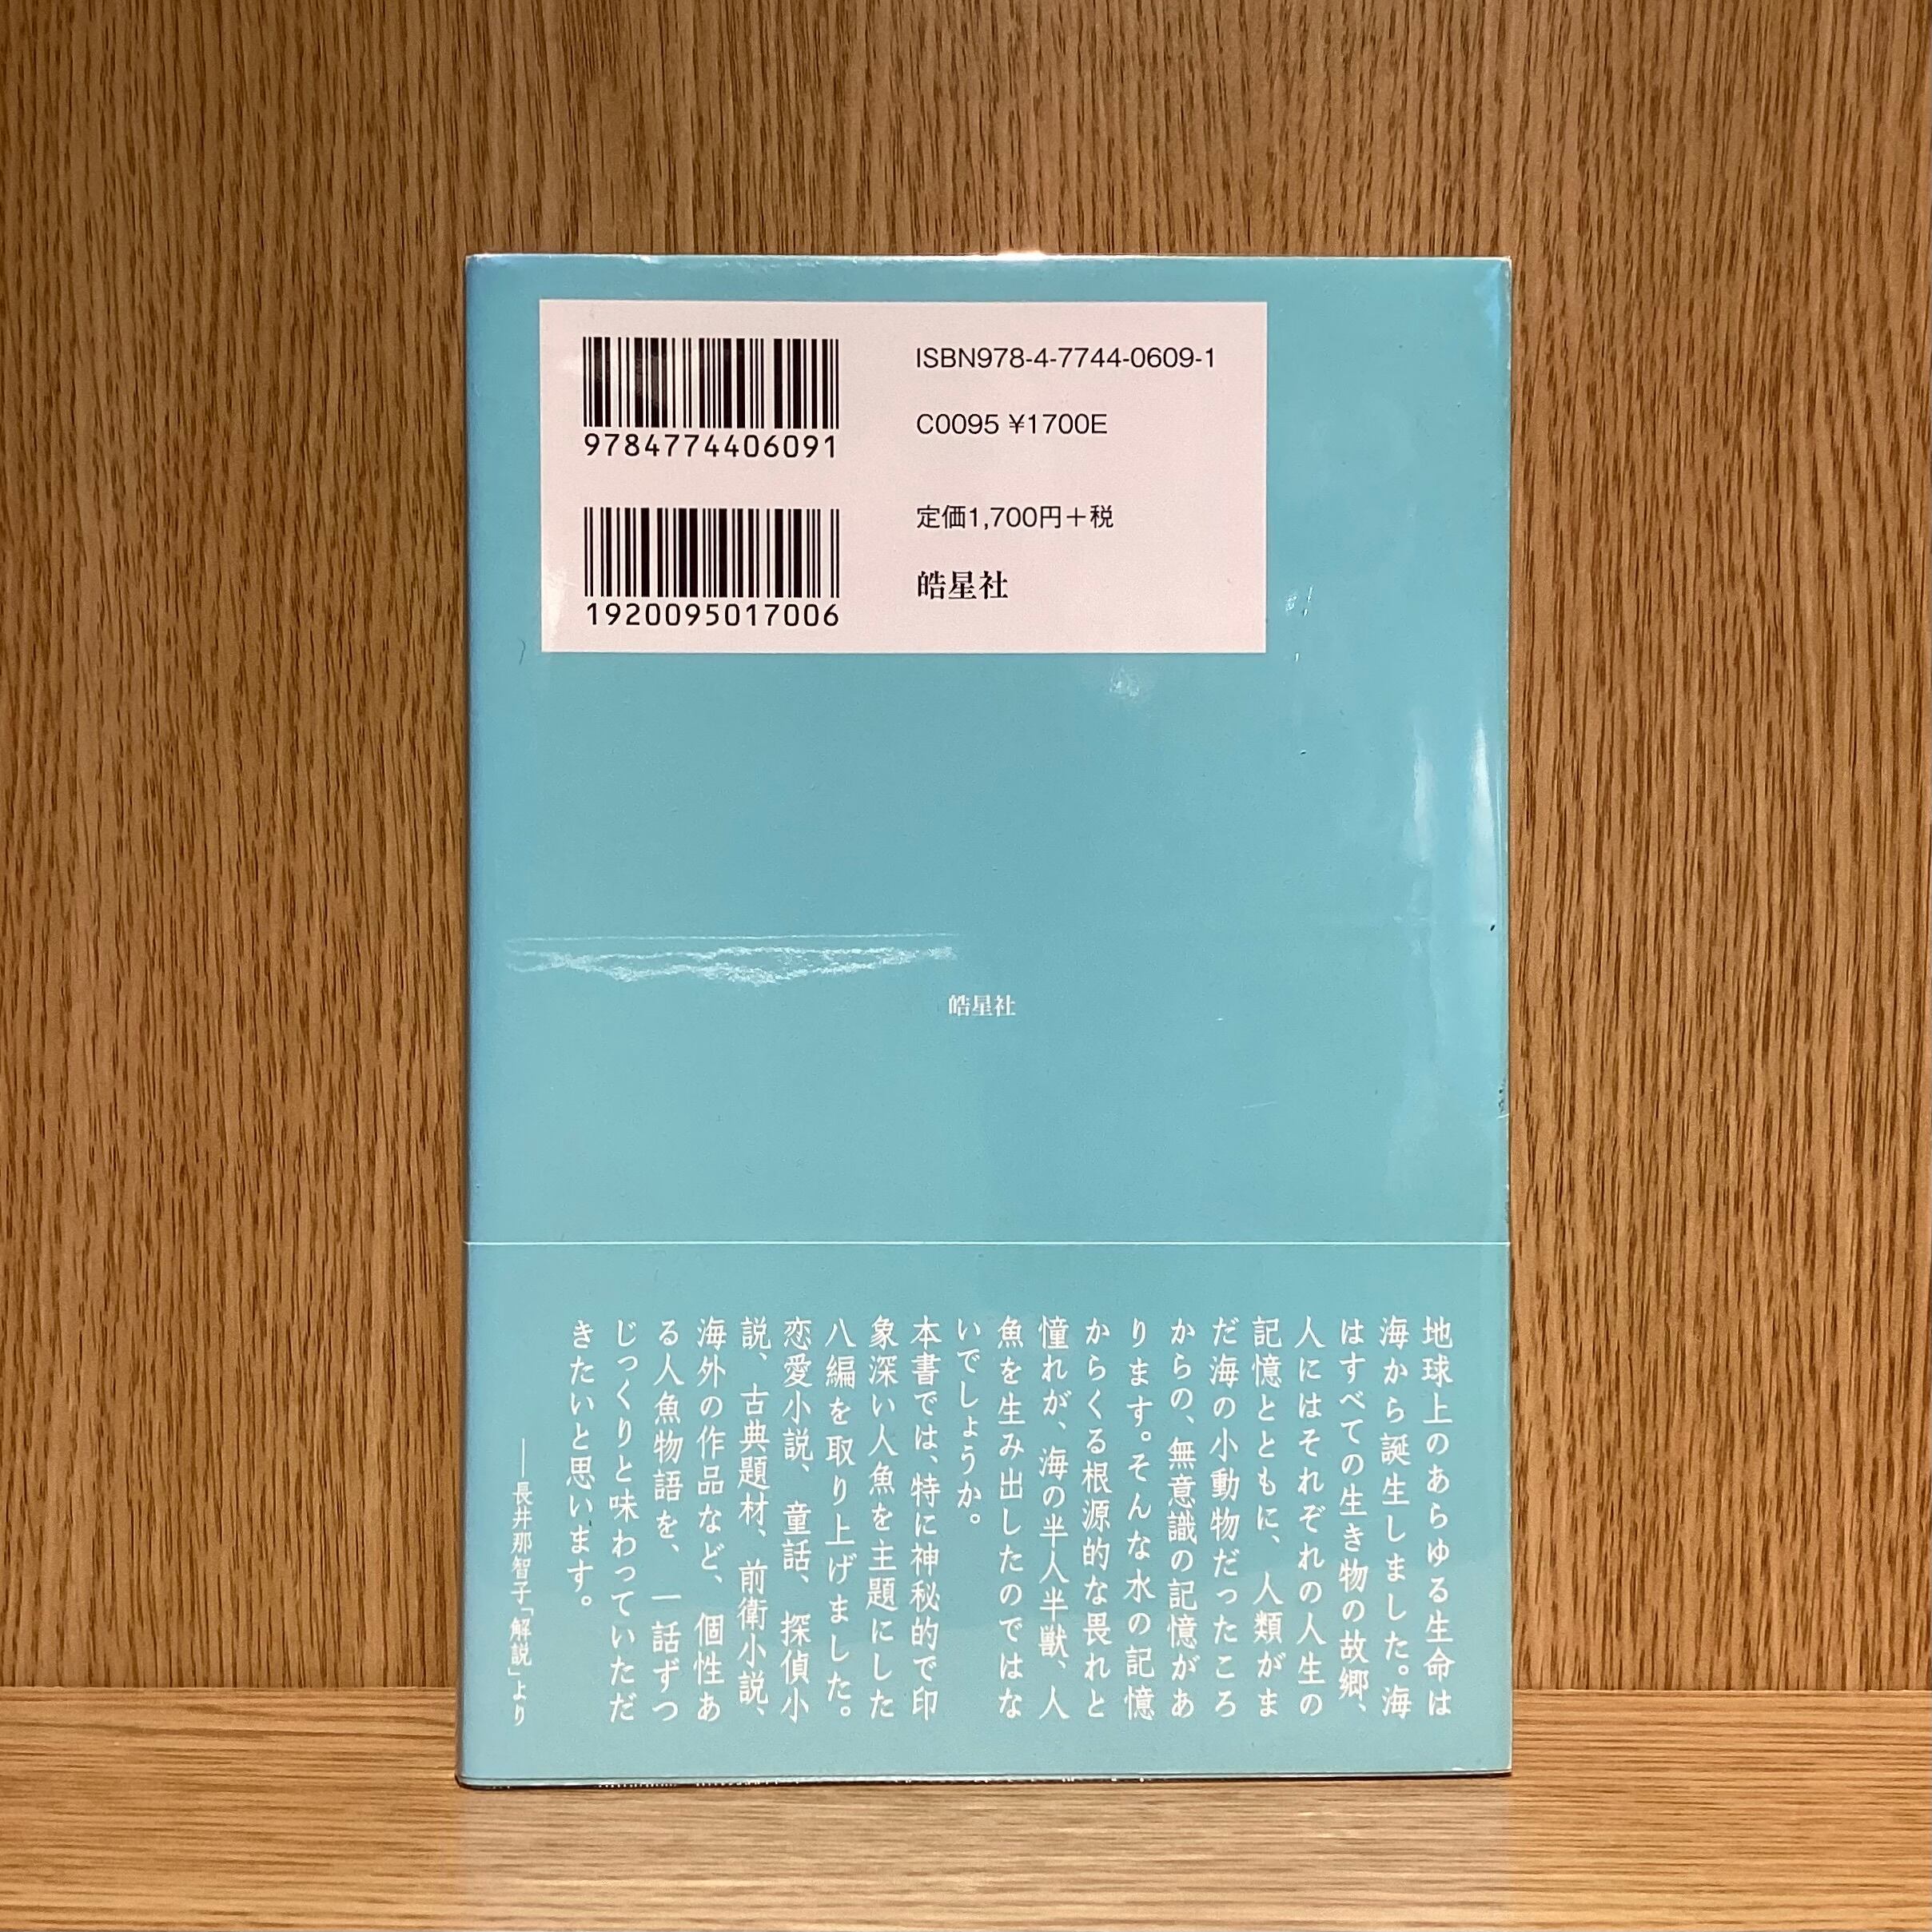 9784774406091
ISBN978-4-7744-0609-1
C0095 ¥1700E
1920095017006
定価1,700円＋税
皓星社
皓星社
地球上のあらゆる生命は
海から誕生しました。海
はすべての生き物の故郷、
人にはそれぞれの人生の
記憶とともに、人類がま
だ海の小動物だったころ
からの、無意識の記憶があ
ります。そんな水の記憶
からくる根源的な畏れと
憧れが、海の半人半獣、人
魚を生み出したのではな
いでしょうか。
本書では、特に神秘的で印
象深い人魚を主題にした
八編を取り上げました。
恋愛小説、童話、探偵小
説、古典題材、前衛小説、
海外の作品など、個性あ
る人魚物語を、一話ずつ
じっくりと味わっていただ
きたいと思います。
――長井那智子「解説」より